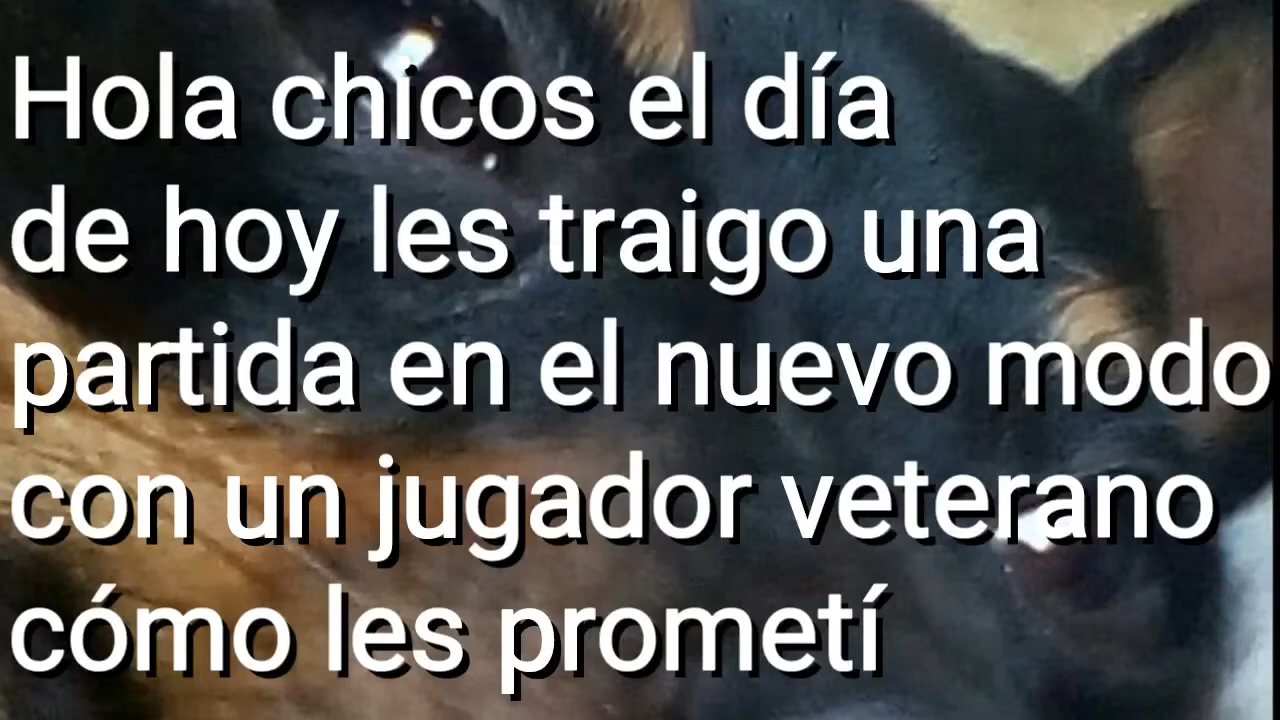 Hola chicos el día
de hoy les traigo una
partida en el nuevo modo
con un jugador veterano
cómo les prometí